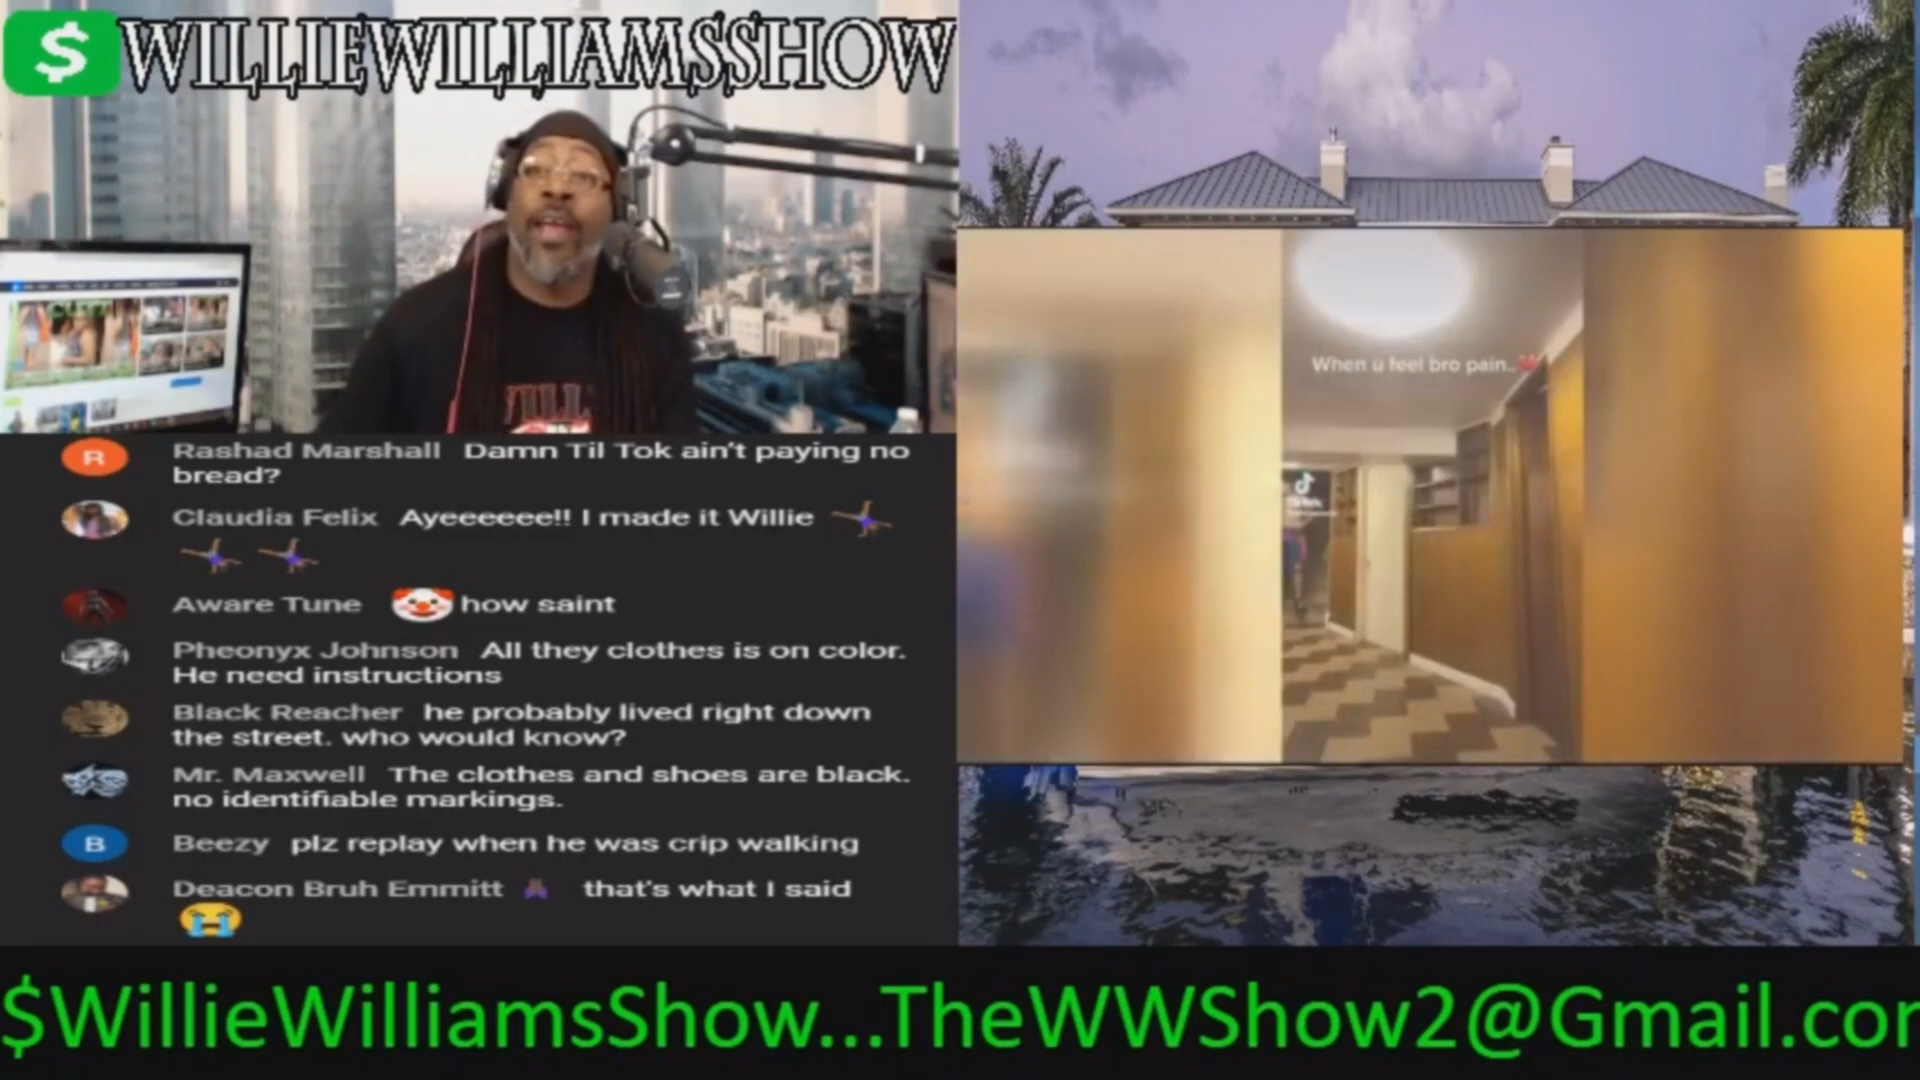 $ WILLIEWILLIAMSSHOW
When u feel bro pain..
Rashad Marshall Damn Til Tok ain't paying no
bread?
Claudia Felix Ayeeeeee!! I made it Willie
Aware Tune how saint
Pheonyx Johnson All they clothes is on color.
He need instructions
Black Reacher he probably lived right down
the street. who would know?
Mr. Maxwell The clothes and shoes are black.
no identifiable markings.
B Beezy plz replay when he was crip walking
Deacon Bruh Emmitt that's what I said
$WillieWilliamsShow...TheWWShow2@Gmail.com